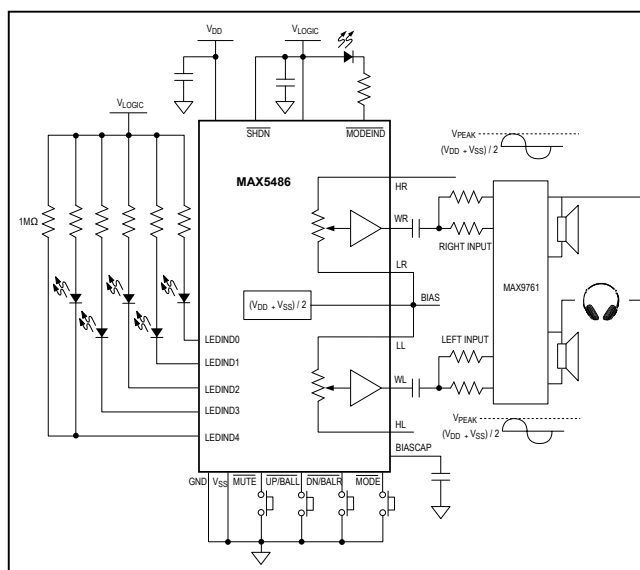 VDD
VLOGIC
VLOGIC
SHDN
MODEIND
MAX5486
1MΩ
HR
WR
LR
(VDD + VSS) / 2
BIAS
LL
WL
HL
BIASCAP
LEDIND0
LEDIND1
LEDIND2
LEDIND3
LEDIND4
GND
VSS
MUTE
UP/BALL
DN/BALR
MODE
VPEAK
(VDD + VSS) / 2
RIGHT INPUT
MAX9761
LEFT INPUT
VPEAK
(VDD + VSS) / 2